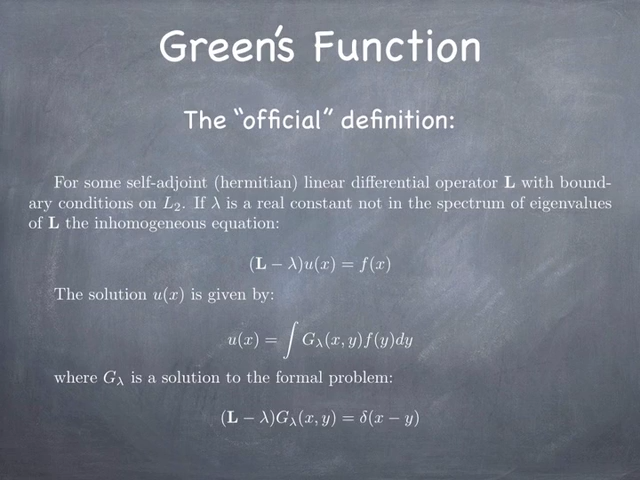 Green's Function
The “official” definition:
For some self-adjoint (hermitian) linear differential operator L with bound-
ary conditions on L₂. If λ is a real constant not in the spectrum of eigenvalues
of L the inhomogeneous equation:
(L − λ)u(x) = f(x)
The solution u(x) is given by:
u(x) = ∫ G_λ(x, y)f(y)dy
where G_λ is a solution to the formal problem:
(L − λ)G_λ(x, y) = δ(x − y)